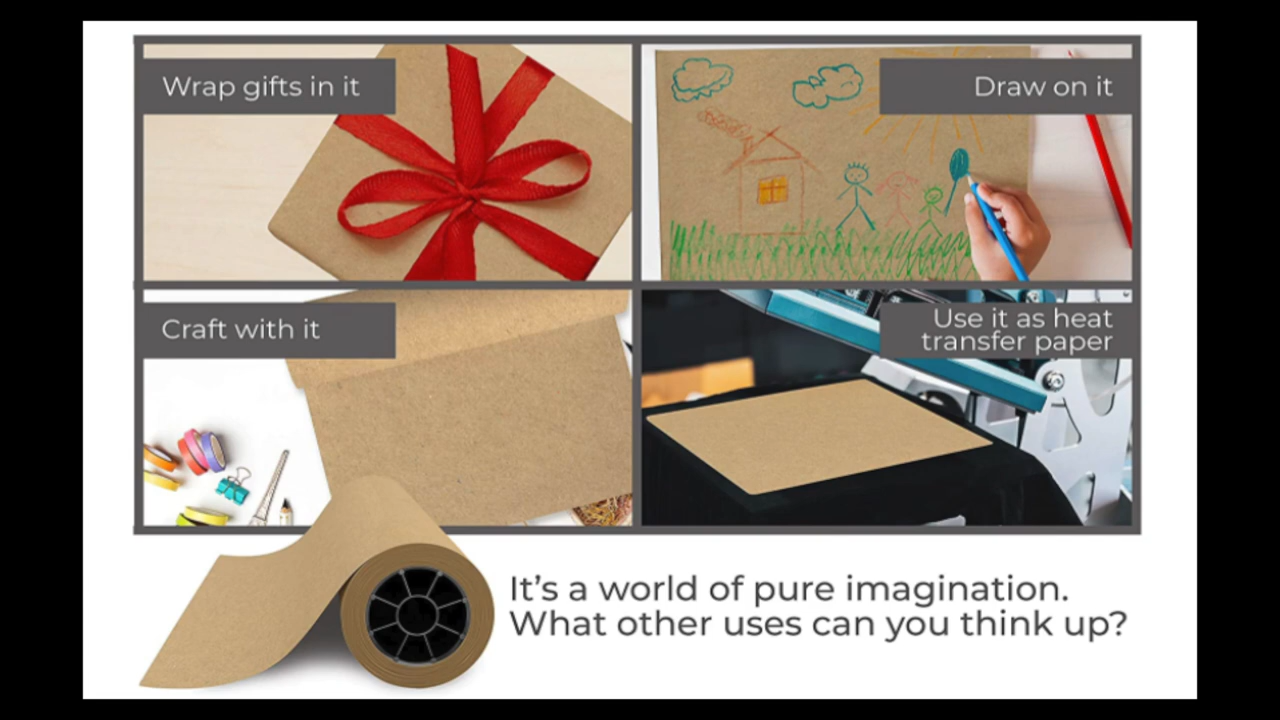 Wrap gifts in it
Draw on it
Craft with it
Use it as heat
transfer paper
It's a world of pure imagination.
What other uses can you think up?